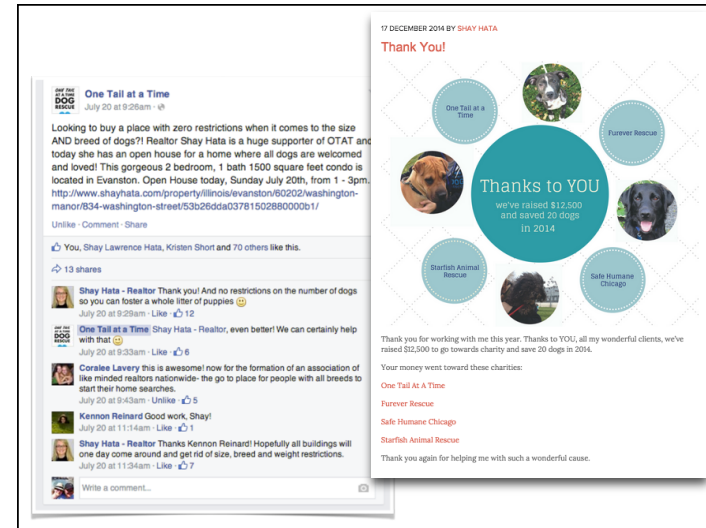 ONE TAIL
AT A TIME
DOG
RESCUE
One Tail at a Time
July 20 at 9:26am ·
Looking to buy a place with zero restrictions when it comes to the size
AND breed of dogs?! Realtor Shay Hata is a huge supporter of OTAT and
today she has an open house for a home where all dogs are welcomed
and loved! This gorgeous 2 bedroom, 1 bath 1500 square feet condo is
located in Evanston. Open House today, Sunday July 20th, from 1 - 3pm.
http://www.shayhata.com/property/illinois/evanston/60202/washington-
manor/834-washington-street/53b26dda03781502880000b1/
Unlike · Comment · Share
You, Shay Lawrence Hata, Kristen Short and 70 others like this.
13 shares
Shay Hata - Realtor Thank you! And no restrictions on the number of dogs
so you can foster a whole litter of puppies
July 20 at 9:29am · Like · 12
One Tail at a Time Shay Hata - Realtor, even better! We can certainly help
with that
July 20 at 9:33am · Like · 6
Coralee Lavery this is awesome! now for the formation of an association of
like minded realtors nationwide- the go to place for people with all breeds to
start their home searches.
July 20 at 9:43am · Unlike · 5
Kennon Reinard Good work, Shay!
July 20 at 11:14am · Like · 1
Shay Hata - Realtor Thanks Kennon Reinard! Hopefully all buildings will
one day come around and get rid of size, breed and weight restrictions.
July 20 at 11:34am · Like · 7
Write a comment...
17 DECEMBER 2014 BY SHAY HATA
Thank You!
One Tail at a
Time
Furever Rescue
Thanks to YOU
we've raised $12,500
and saved 20 dogs
in 2014
Starfish Animal
Rescue
Safe Humane
Chicago
Thank you for working with me this year. Thanks to YOU, all my wonderful clients, we've
raised $12,500 to go towards charity and save 20 dogs in 2014.
Your money went toward these charities:
One Tail At A Time
Furever Rescue
Safe Humane Chicago
Starfish Animal Rescue
Thank you again for helping me with such a wonderful cause.